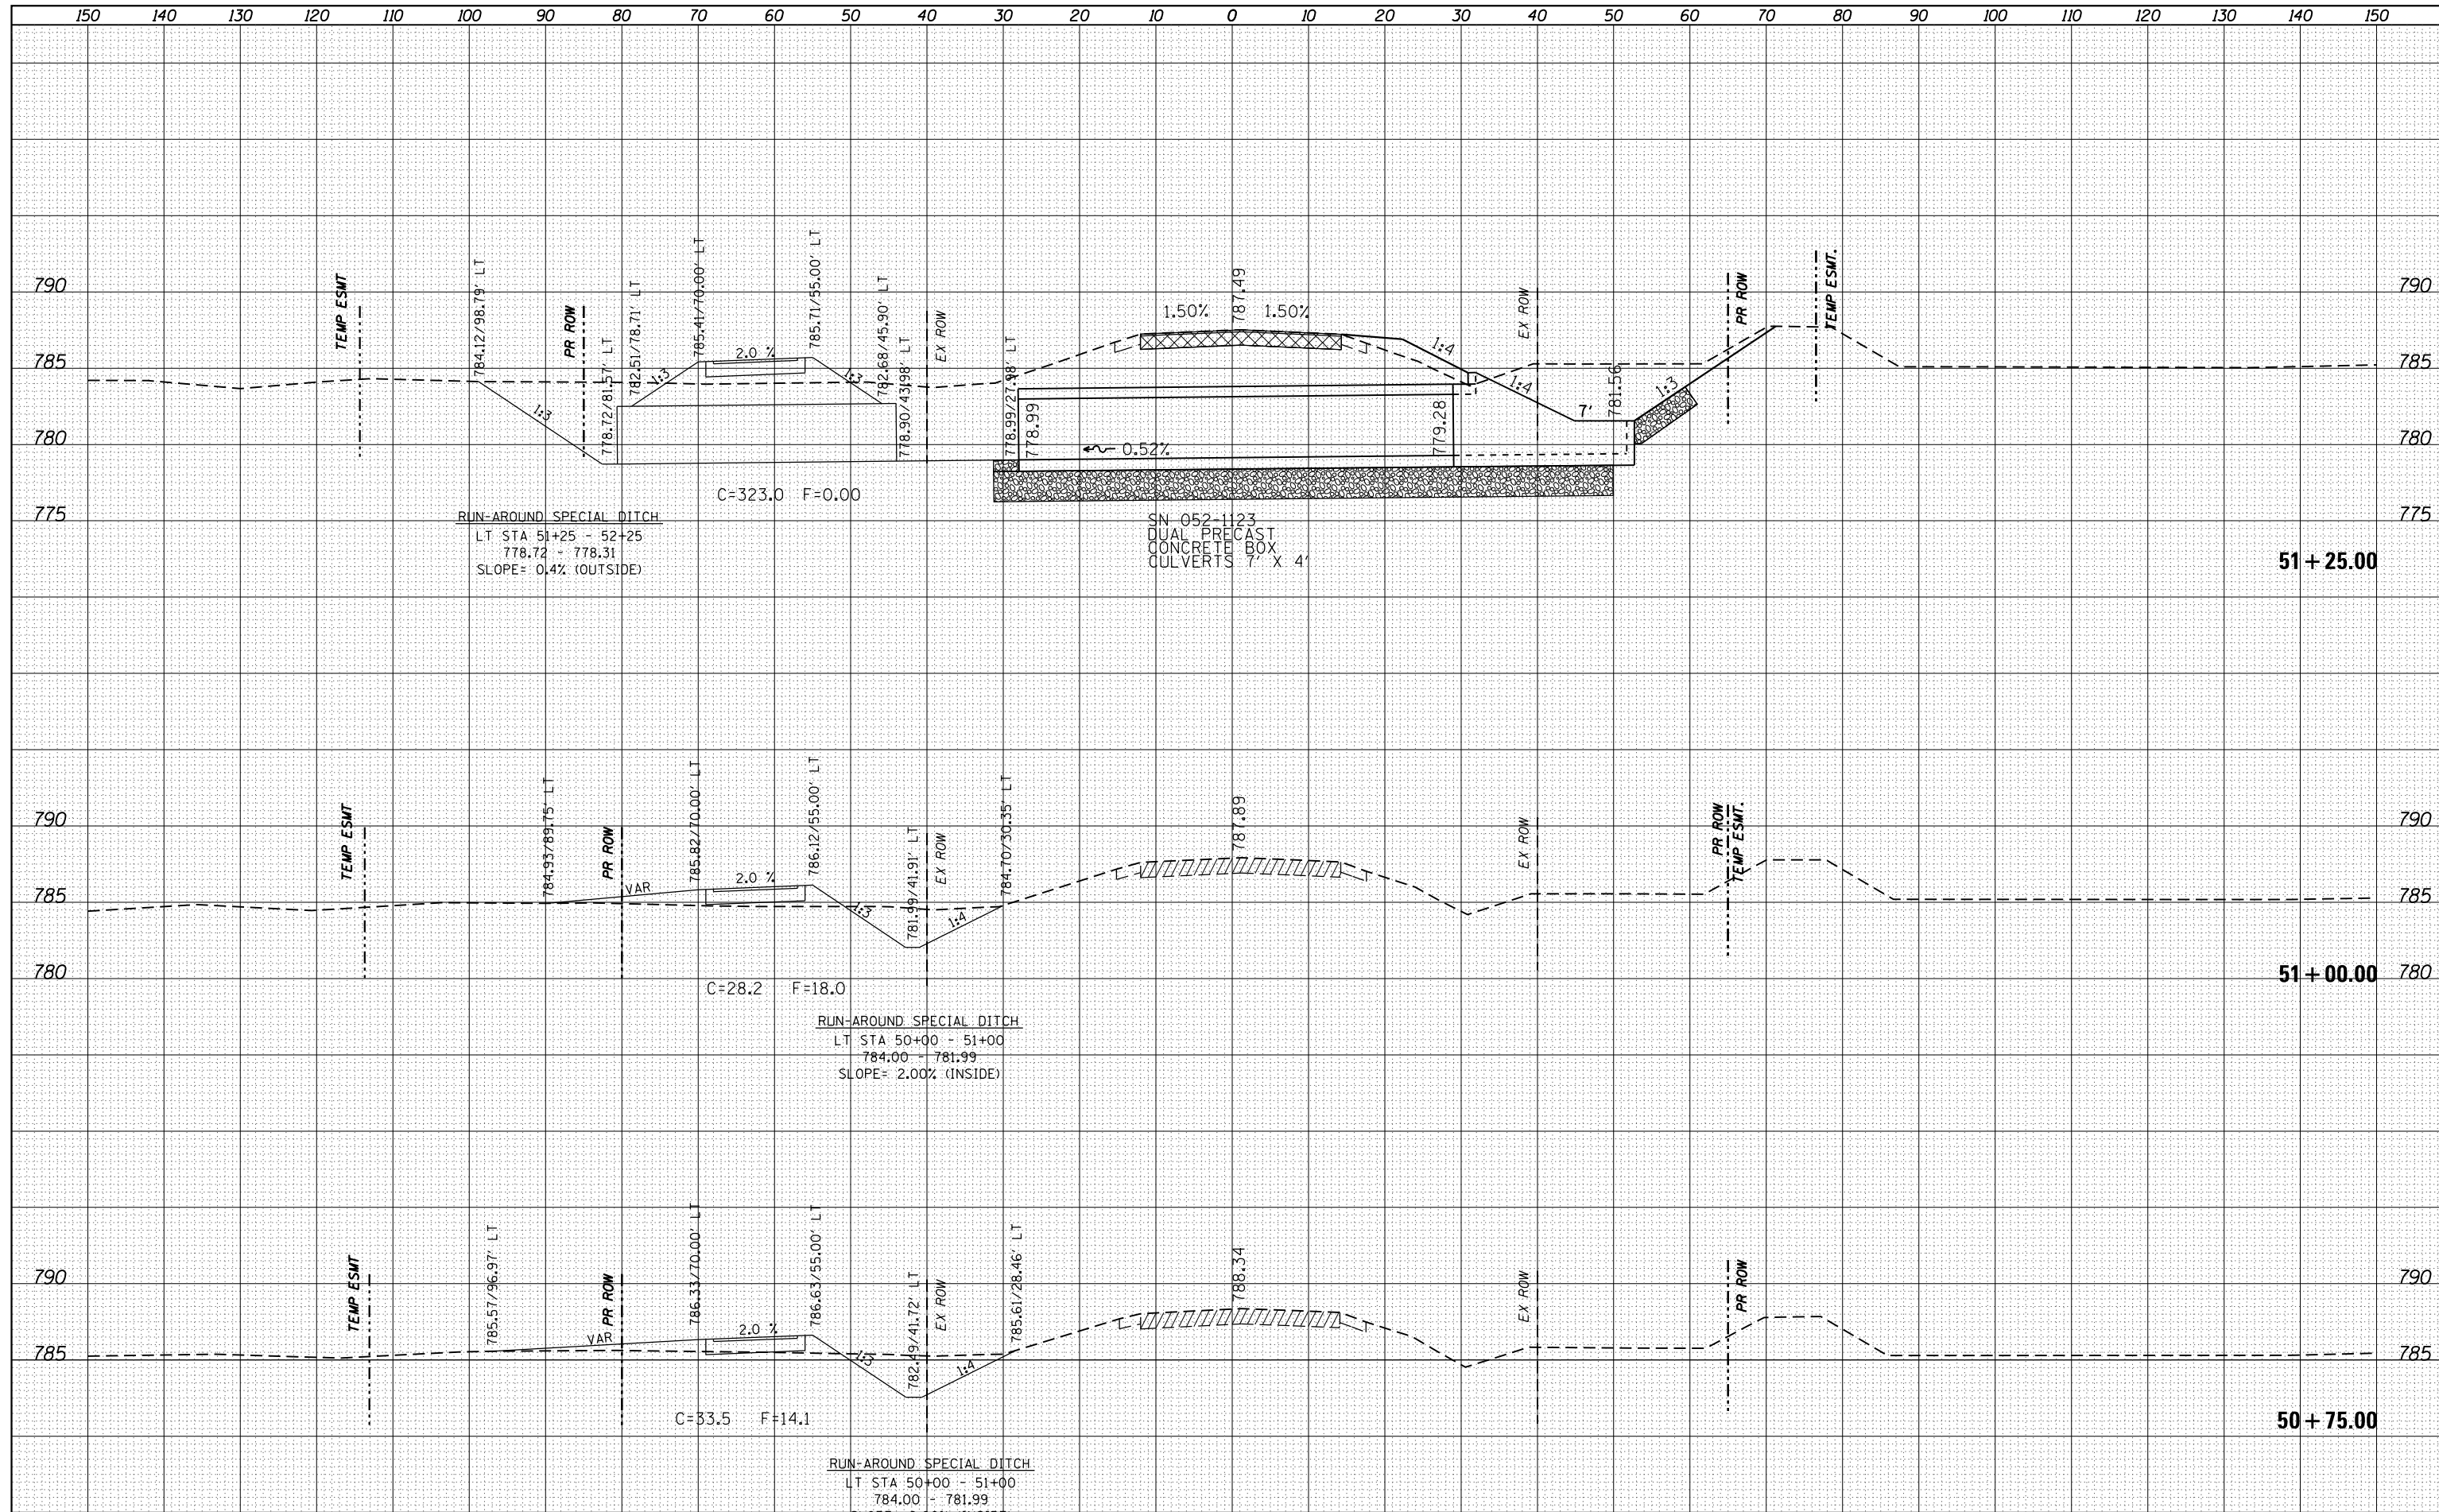 150 140 130 120 110 100 90 80 70 60 50 40 30 20 10 0 10 20 30 40 50 60 70 80 90 100 110 120 130 140 150
790
785
780
775
TEMP ESMT
784.12/98.79' LT
PR ROW
778.72/81.57' LT
782.51/78.71' LT
785.41/70.00' LT
785.71/55.00' LT
782.68/45.90' LT
778.90/43.98' LT
EX ROW
778.99/27.98' LT
778.99
1:3
1:3
2.0 %
1:3
1.50%
787.49
1.50%
0.52%
779.28
1:4
EX ROW
1:4
7'
781.56
1:3
PR ROW
TEMP ESMT.
790
785
780
775
C=323.0 F=0.00
RUN-AROUND SPECIAL DITCH
LT STA 51+25 - 52+25
778.72 - 778.31
SLOPE= 0.4% (OUTSIDE)
SN 052-1123
DUAL PRECAST
CONCRETE BOX
CULVERTS 7' X 4'
51+25.00
790
785
780
TEMP ESMT
784.93/89.75' LT
PR ROW
VAR
785.82/70.00' LT
2.0 %
786.12/55.00' LT
1:3
781.99/41.91' LT
EX ROW
1:4
784.70/30.35' LT
787.89
EX ROW
PR ROW
TEMP ESMT.
790
785
780
51+00.00
C=28.2 F=18.0
RUN-AROUND SPECIAL DITCH
LT STA 50+00 - 51+00
784.00 - 781.99
SLOPE= 2.00% (INSIDE)
790
785
TEMP ESMT
785.57/96.97' LT
VAR
PR ROW
786.33/70.00' LT
2.0 %
786.63/55.00' LT
1:3
782.49/41.72' LT
EX ROW
1:4
785.61/28.46' LT
788.34
EX ROW
PR ROW
790
785
50+75.00
C=33.5 F=14.1
RUN-AROUND SPECIAL DITCH
LT STA 50+00 - 51+00
784.00 - 781.99